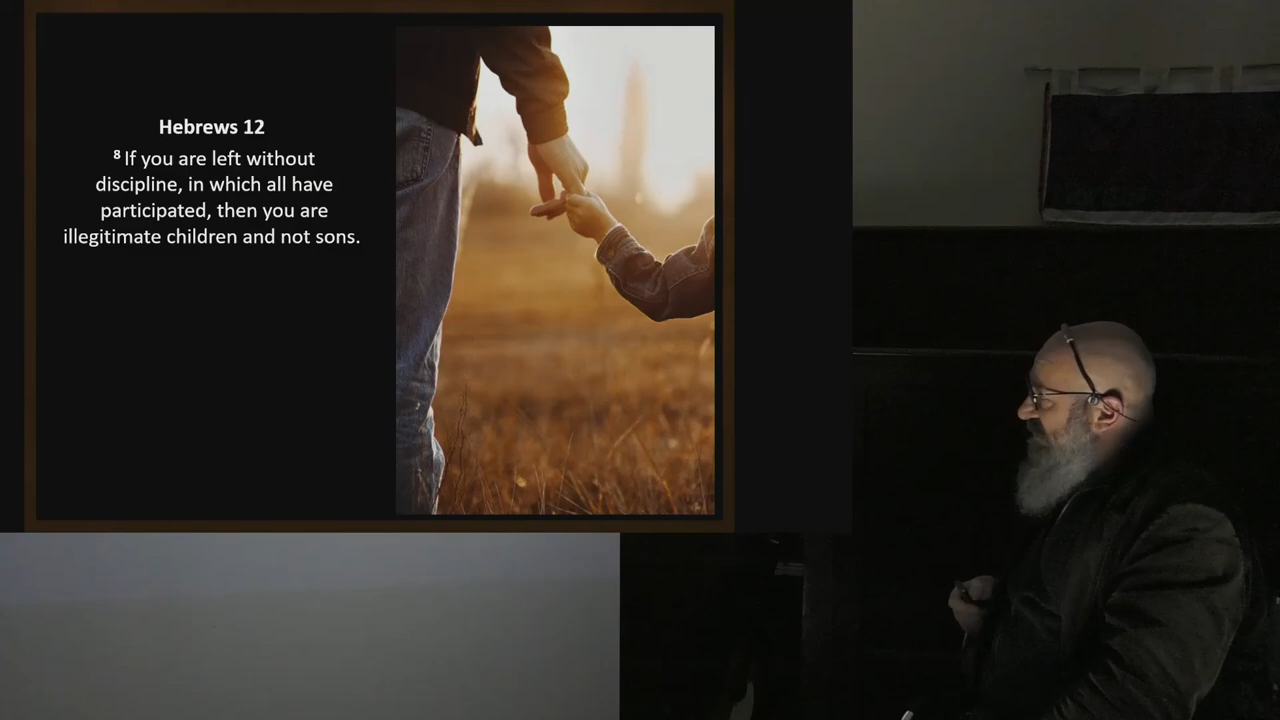 Hebrews 12
⁸ If you are left without
discipline, in which all have
participated, then you are
illegitimate children and not sons.